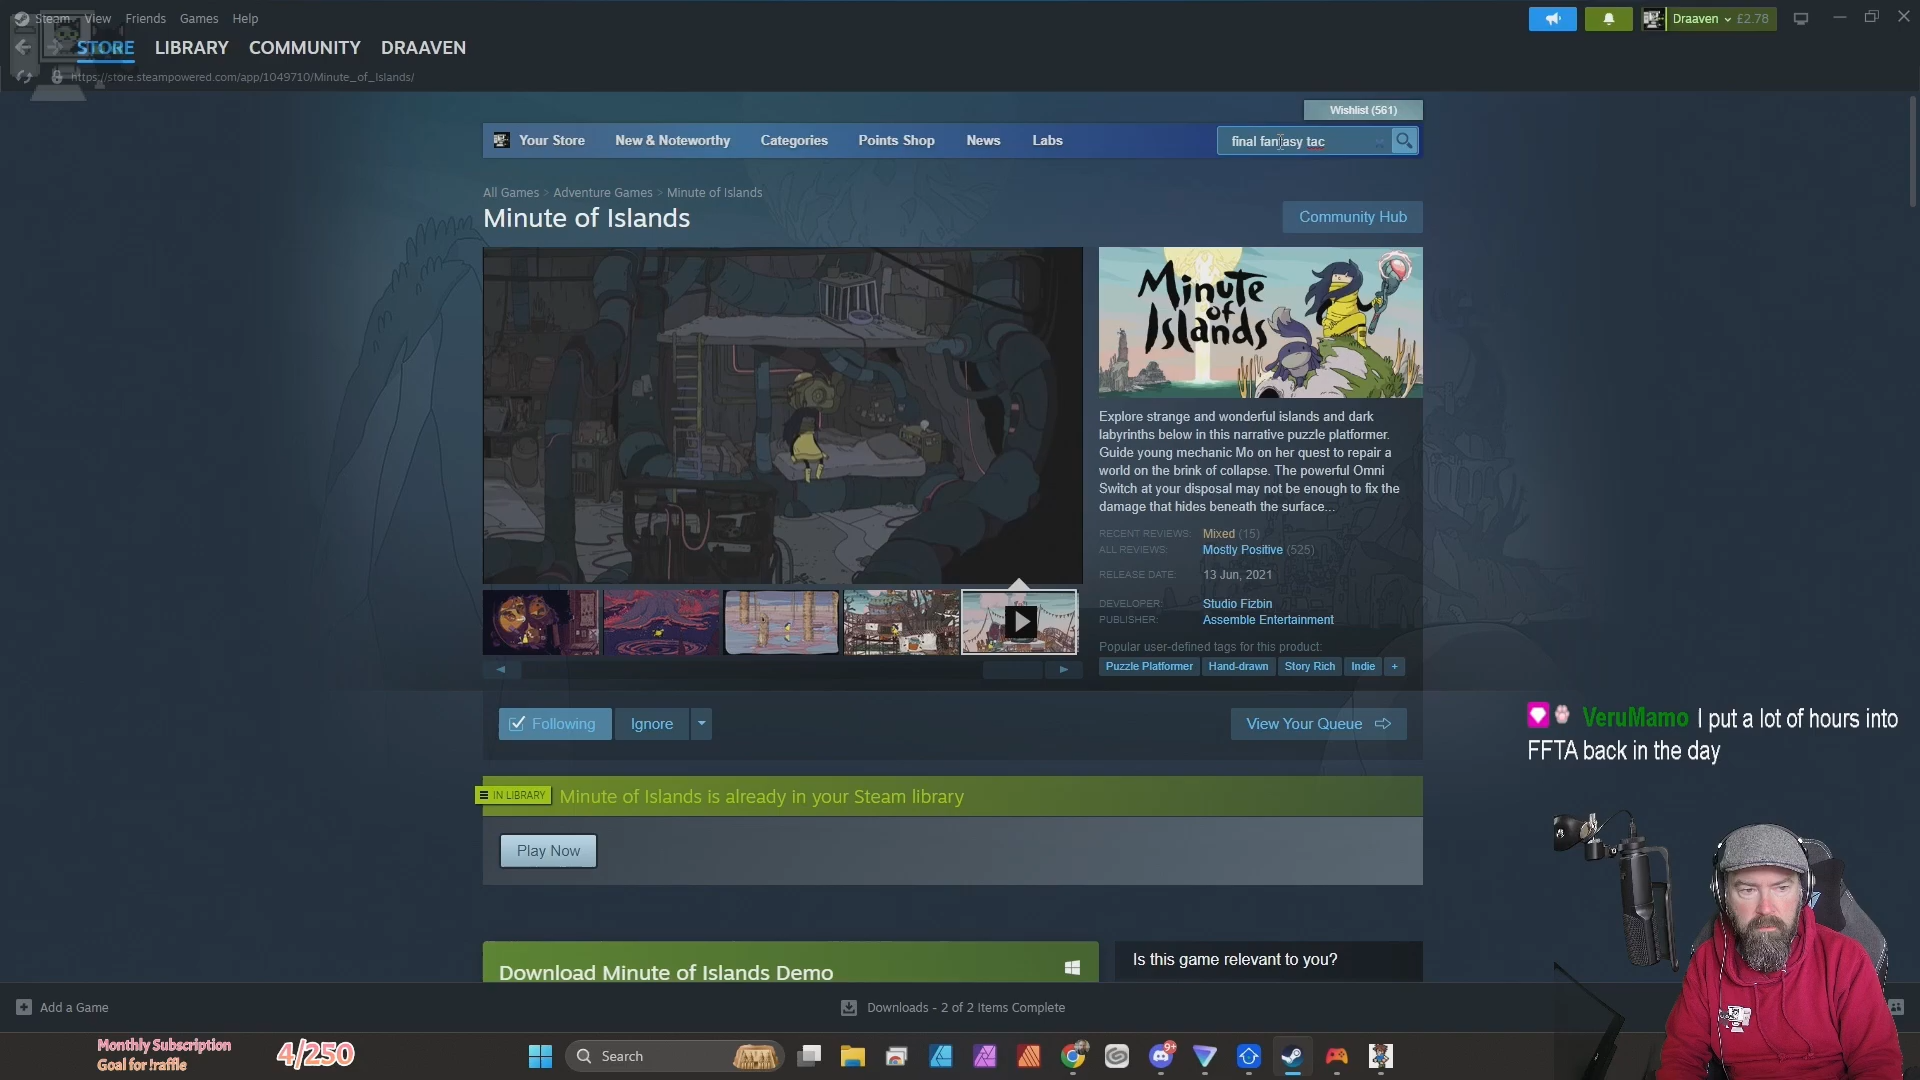 Steam View Friends Games Help
Draaven £2.78
STORE LIBRARY COMMUNITY DRAAVEN
https://store.steampowered.com/app/1049710/Minute_of_Islands/
Wishlist (561)
Your Store New & Noteworthy Categories Points Shop News Labs
final fantasy tac
All Games > Adventure Games > Minute of Islands
Minute of Islands
Community Hub
Minute
of
Islands
Explore strange and wonderful islands and dark
labyrinths below in this narrative puzzle platformer.
Guide young mechanic Mo on her quest to repair a
world on the brink of collapse. The powerful Omni
Switch at your disposal may not be enough to fix the
damage that hides beneath the surface...
RECENT REVIEWS: Mixed (15)
ALL REVIEWS: Mostly Positive (525)
RELEASE DATE: 13 Jun, 2021
DEVELOPER: Studio Fizbin
PUBLISHER: Assemble Entertainment
Popular user-defined tags for this product:
Puzzle Platformer Hand-drawn Story Rich Indie +
Following Ignore
View Your Queue
VeruMamo I put a lot of hours into
FFTA back in the day
IN LIBRARY Minute of Islands is already in your Steam library
Play Now
Download Minute of Islands Demo
Is this game relevant to you?
Add a Game
Downloads - 2 of 2 Items Complete
Monthly Subscription
Goal for !raffle
4/250
Search
9+